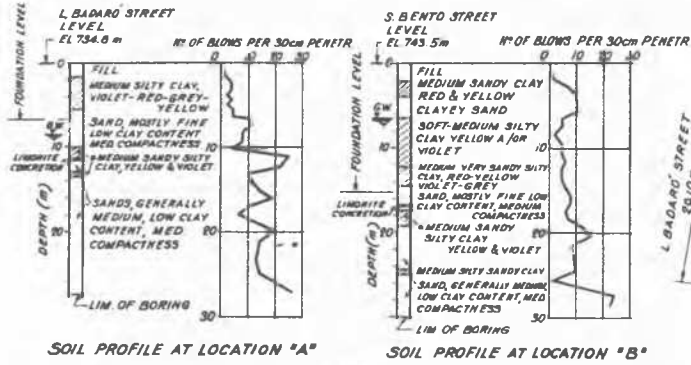 L. BADARÓ STREET
LEVEL
EL 734.8 m
Nº OF BLOWS PER 30cm PENETR.
0 10 20 30
FOUNDATION LEVEL
0
FILL
MEDIUM SILTY CLAY,
VIOLET-RED-GREY-
YELLOW
SAND, MOSTLY FINE
LOW CLAY CONTENT
MED. COMPACTNESS
10
LIMONITE
CONCRETION
MEDIUM SANDY SILTY
CLAY, YELLOW & VIOLET
SANDS, GENERALLY
MEDIUM, LOW CLAY
CONTENT, MED
COMPACTNESS
DEPTH (m)
20
LIM. OF BORING
30
SOIL PROFILE AT LOCATION "A"
S. BENTO STREET
LEVEL
EL 743.5m
Nº OF BLOWS PER 30cm PENETR
0 10 20 30
FOUNDATION LEVEL
0
FILL
MEDIUM SANDY CLAY
RED & YELLOW
CLAYEY SAND
GW
SOFT-MEDIUM SILTY
CLAY YELLOW A/OR
VIOLET
10
MEDIUM VERY SANDY SILTY
CLAY, RED-YELLOW
VIOLET-GREY
SAND, MOSTLY FINE LOW
CLAY CONTENT, MEDIUM
COMPACTNESS
LIMONITE
CONCRETION
MEDIUM SANDY
SILTY CLAY
YELLOW & VIOLET
DEPTH (m)
20
MEDIUM SILTY SANDY CLAY
SAND, GENERALLY MEDIUM,
LOW CLAY CONTENT, MED
COMPACTNESS
30
LIM OF BORING
SOIL PROFILE AT LOCATION "B"
L. BADARÓ STREET